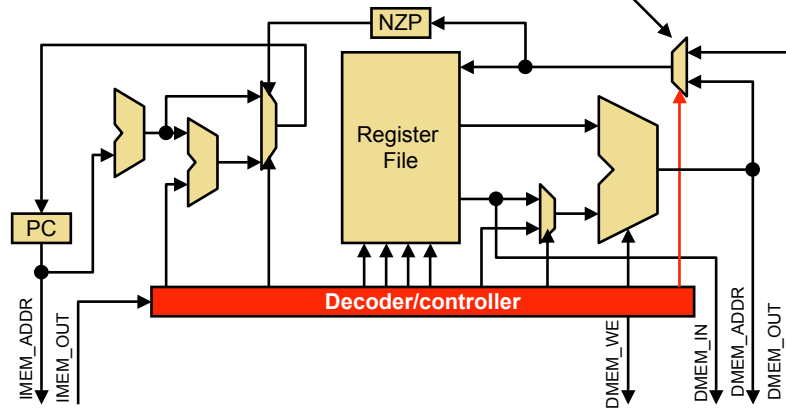 NZP
Register
File
PC
Decoder/controller
IMEM_ADDR
IMEM_OUT
DMEM_WE
DMEM_IN
DMEM_ADDR
DMEM_OUT